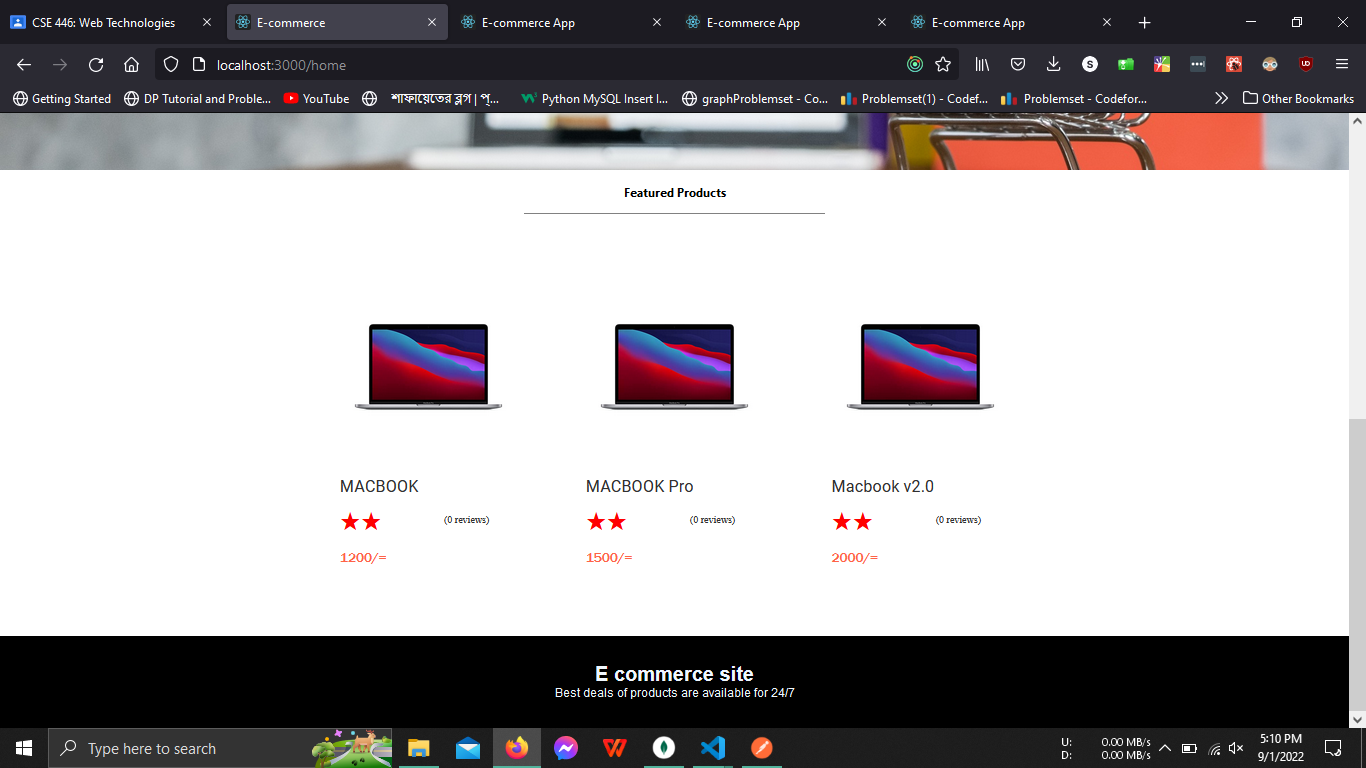 CSE 446: Web Technologies
E-commerce
E-commerce App
E-commerce App
E-commerce App
localhost:3000/home
S
UD
Getting Started
DP Tutorial and Proble...
YouTube
শাফায়েতের ব্লগ | প্...
Python MySQL Insert I...
graphProblemset - Co...
Problemset(1) - Codef...
Problemset - Codefor...
Other Bookmarks
Featured Products
MACBOOK
MACBOOK Pro
Macbook v2.0
(0 reviews)
(0 reviews)
(0 reviews)
1200/=
1500/=
2000/=
E commerce site
Best deals of products are available for 24/7
Type here to search
U: 0.00 MB/s
D: 0.00 MB/s
5:10 PM
9/1/2022